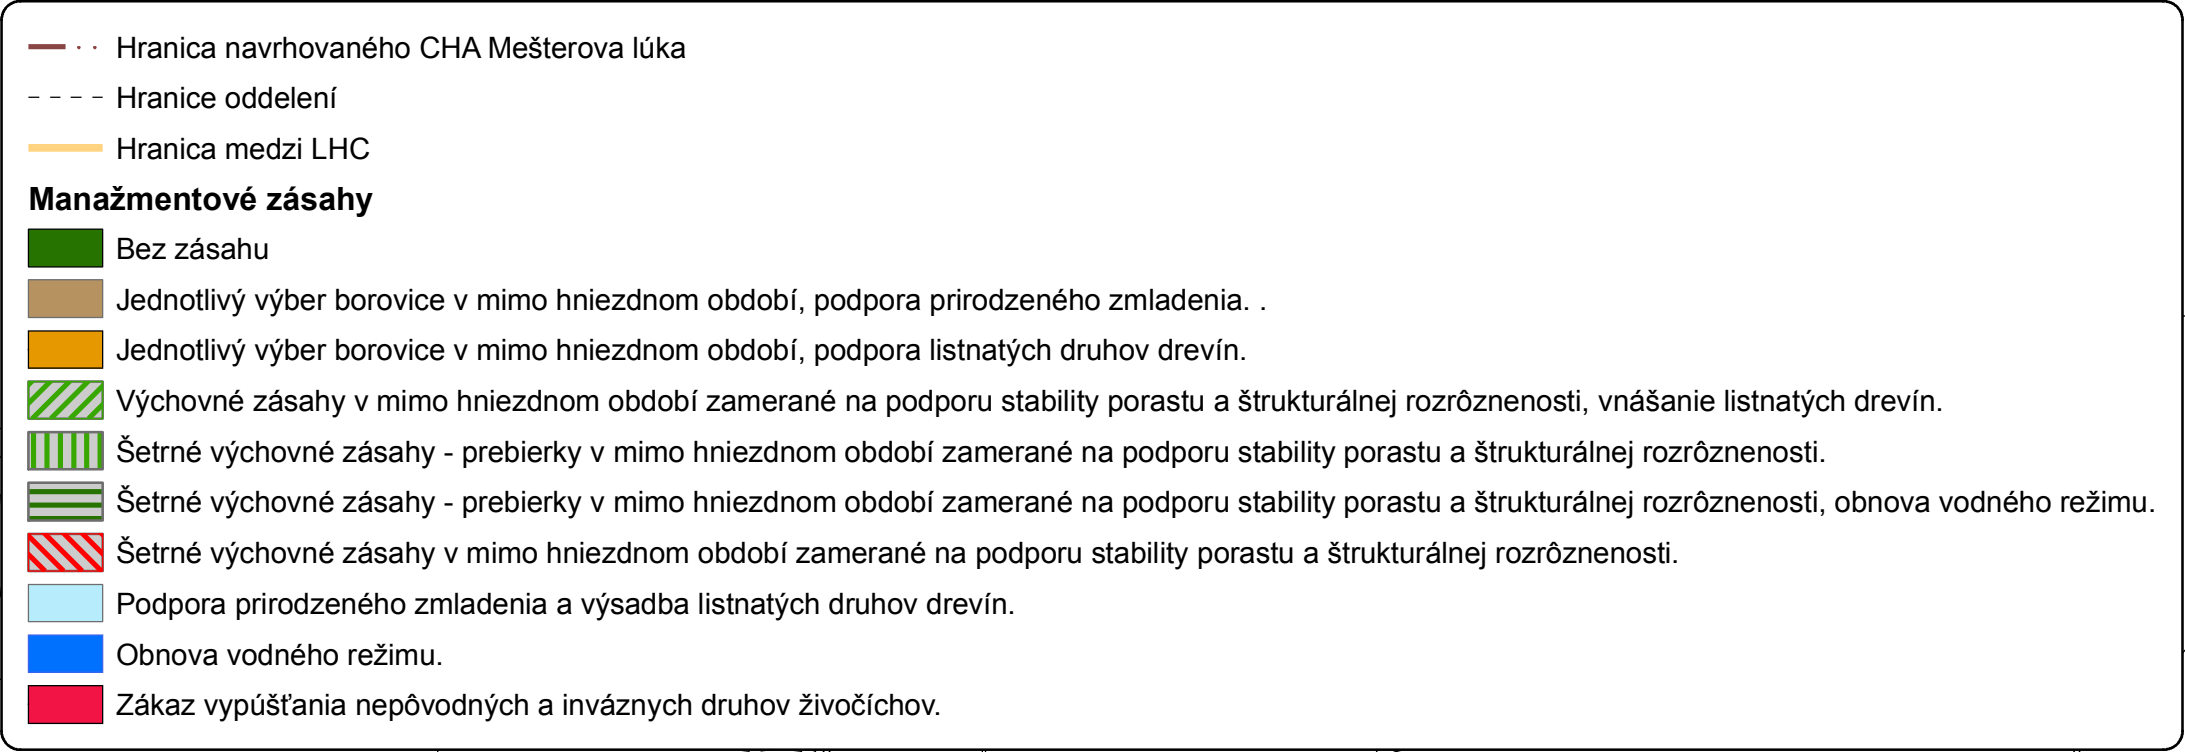 Hranica navrhovaného CHA Mešterova lúka
Hranice oddelení
Hranica medzi LHC
Manažmentové zásahy
Bez zásahu
Jednotlivý výber borovice v mimo hniezdnom období, podpora prirodzeného zmladenia. .
Jednotlivý výber borovice v mimo hniezdnom období, podpora listnatých druhov drevín.
Výchovné zásahy v mimo hniezdnom období zamerané na podporu stability porastu a štrukturálnej rozrôznenosti, vnášanie listnatých drevín.
Šetrné výchovné zásahy - prebierky v mimo hniezdnom období zamerané na podporu stability porastu a štrukturálnej rozrôznenosti.
Šetrné výchovné zásahy - prebierky v mimo hniezdnom období zamerané na podporu stability porastu a štrukturálnej rozrôznenosti, obnova vodného režimu.
Šetrné výchovné zásahy v mimo hniezdnom období zamerané na podporu stability porastu a štrukturálnej rozrôznenosti.
Podpora prirodzeného zmladenia a výsadba listnatých druhov drevín.
Obnova vodného režimu.
Zákaz vypúšťania nepôvodných a inváznych druhov živočíchov.